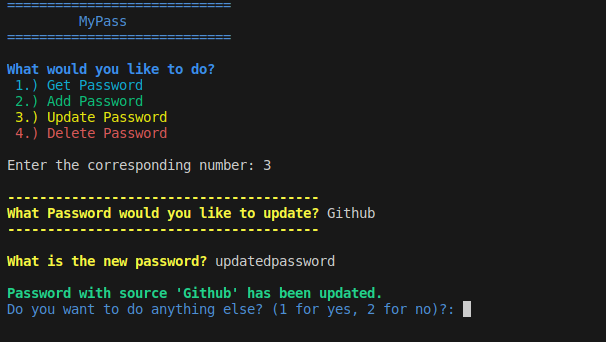 ============================
MyPass
============================
What would you like to do?
1.) Get Password
2.) Add Password
3.) Update Password
4.) Delete Password
Enter the corresponding number: 3
---------------------------------------
What Password would you like to update? Github
---------------------------------------
What is the new password? updatedpassword
Password with source 'Github' has been updated.
Do you want to do anything else? (1 for yes, 2 for no)?: